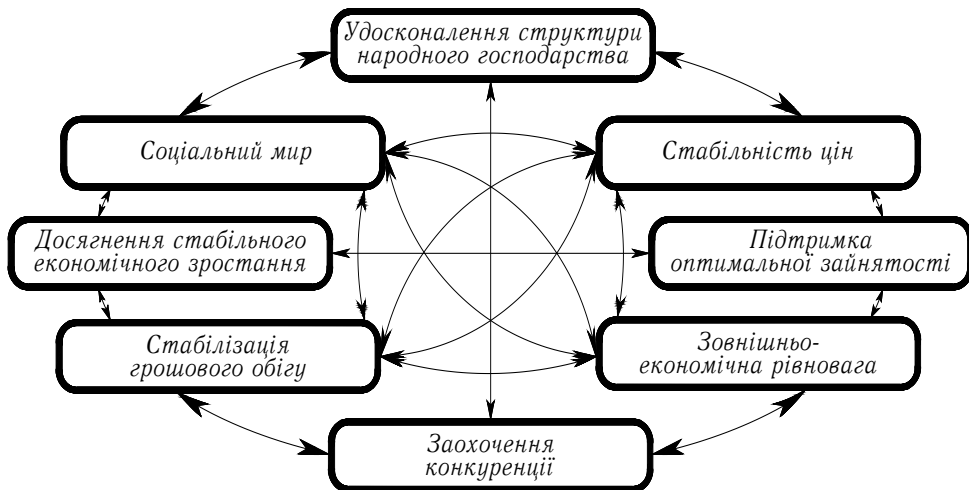 Удосконалення структури
народного господарства
Соціальний мир
Стабільність цін
Досягнення стабільного
економічного зростання
Підтримка
оптимальної зайнятості
Стабілізація
грошового обігу
Зовнішньо-
економічна рівновага
Заохочення
конкуренції